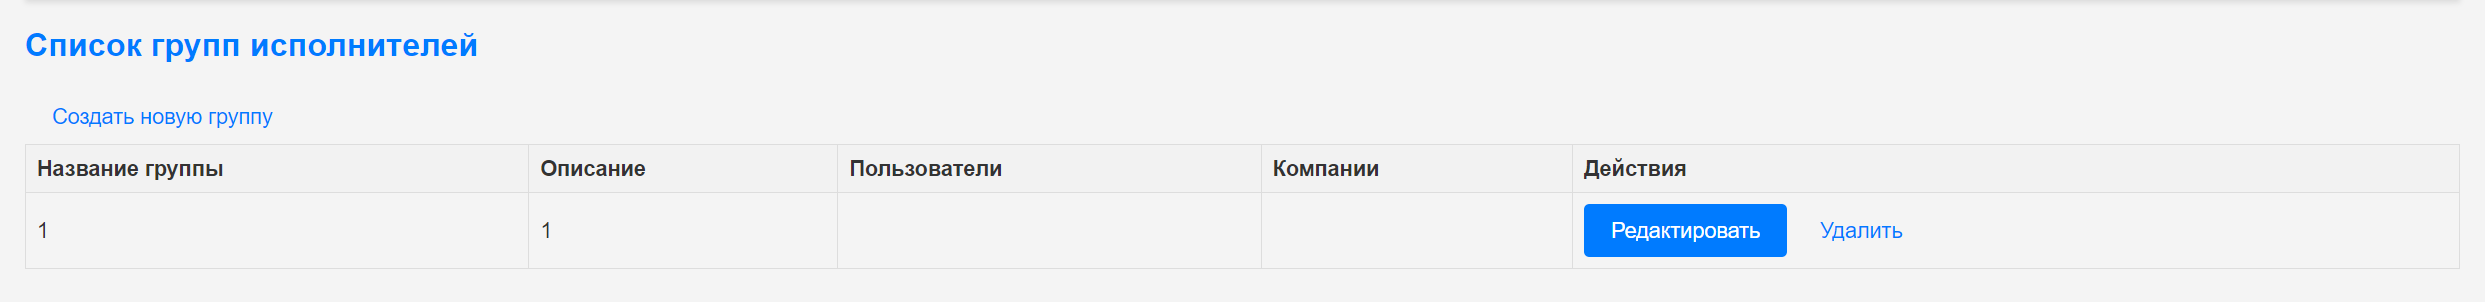 Список групп исполнителей
Создать новую группу
Название группы Описание Пользователи Компании Действия
1 1 Редактировать Удалить